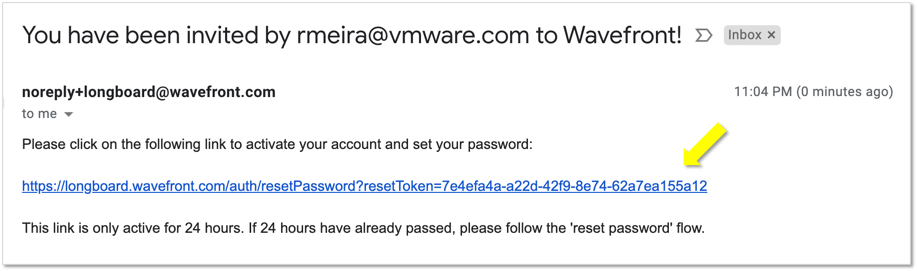 You have been invited by rmeira@vmware.com to Wavefront! Inbox ×
noreply+longboard@wavefront.com 11:04 PM (0 minutes ago)
to me
Please click on the following link to activate your account and set your password:
https://longboard.wavefront.com/auth/resetPassword?resetToken=7e4efa4a-a22d-42f9-8e74-62a7ea155a12
This link is only active for 24 hours. If 24 hours have already passed, please follow the 'reset password' flow.